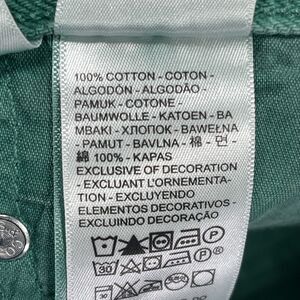 100% COTTON - COTON -
ALGODÓN - ALGODÃO -
PAMUK - COTONE -
BAUMWOLLE - KATOEN - BA
MBAKI - ХЛОПОК - BAWEŁNA
- PAMUT - BAVLNA - 棉 - 면 -
綿 100% - KAPAS
EXCLUSIVE OF DECORATION
- EXCLUANT L'ORNEMENTA-
TION - EXCLUYENDO
ELEMENTOS DECORATIVOS -
EXCLUINDO DECORAÇÃO
30
P